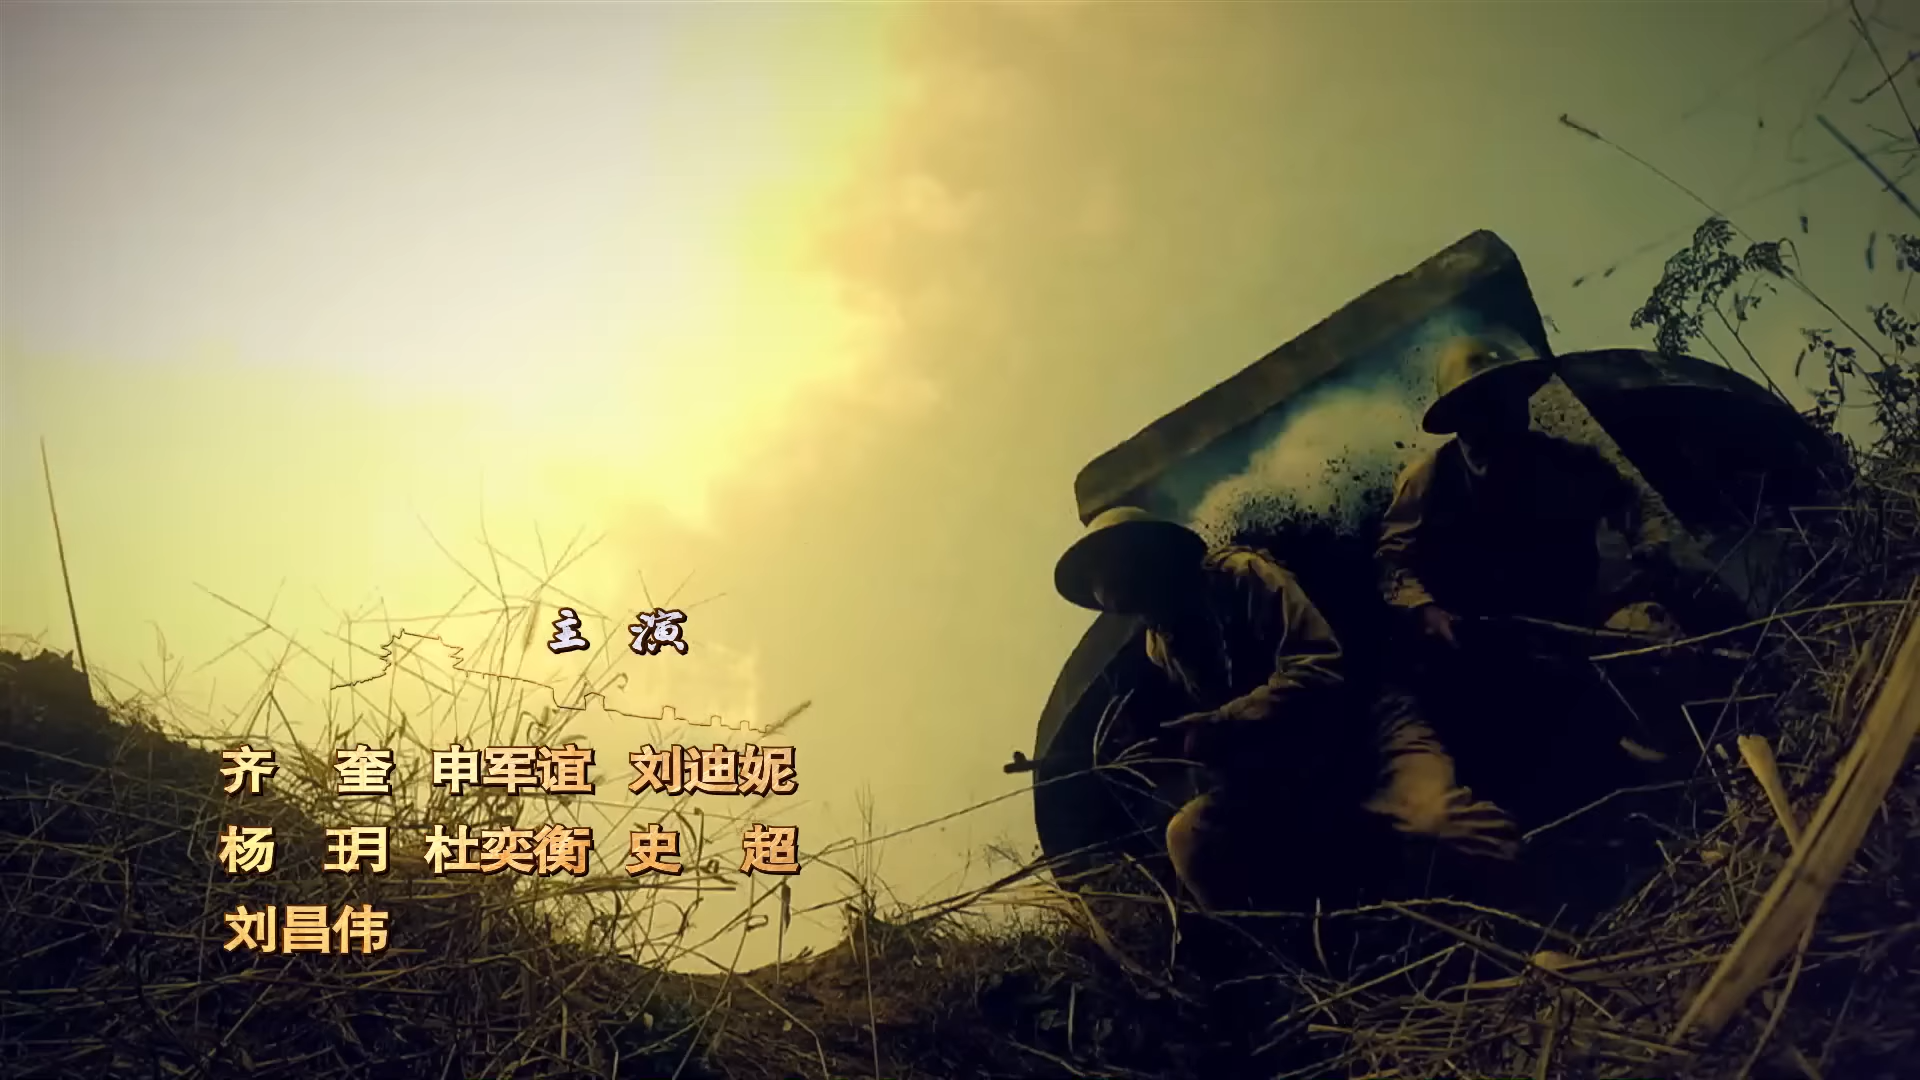 主 演
齐 奎 申军谊 刘迪妮
杨 玥 杜奕衡 史 超
刘昌伟